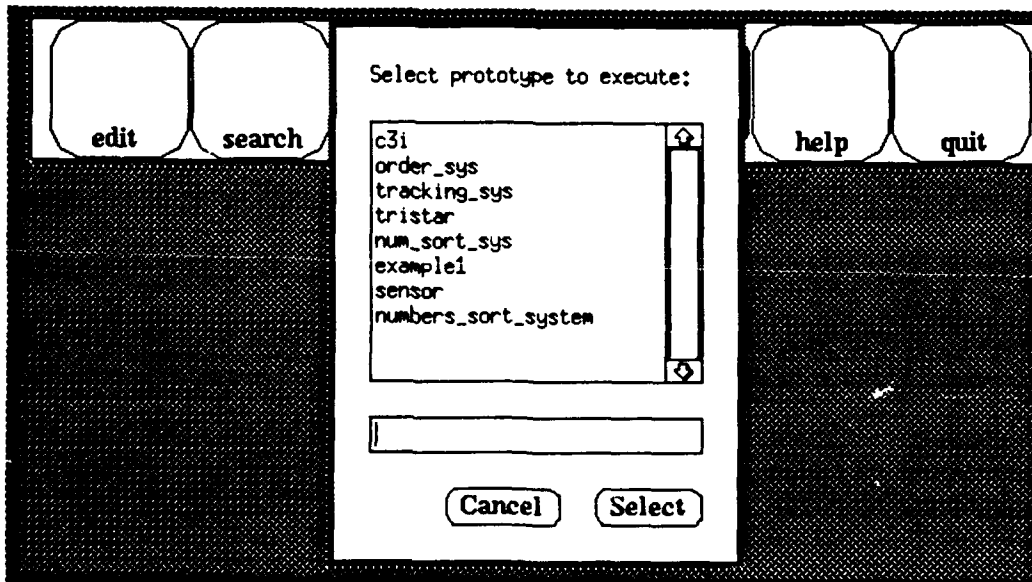 Select prototype to execute:
edit
search
help
quit
c3i
order_sys
tracking_sys
tristar
num_sort_sys
example1
sensor
numbers_sort_system
Cancel
Select